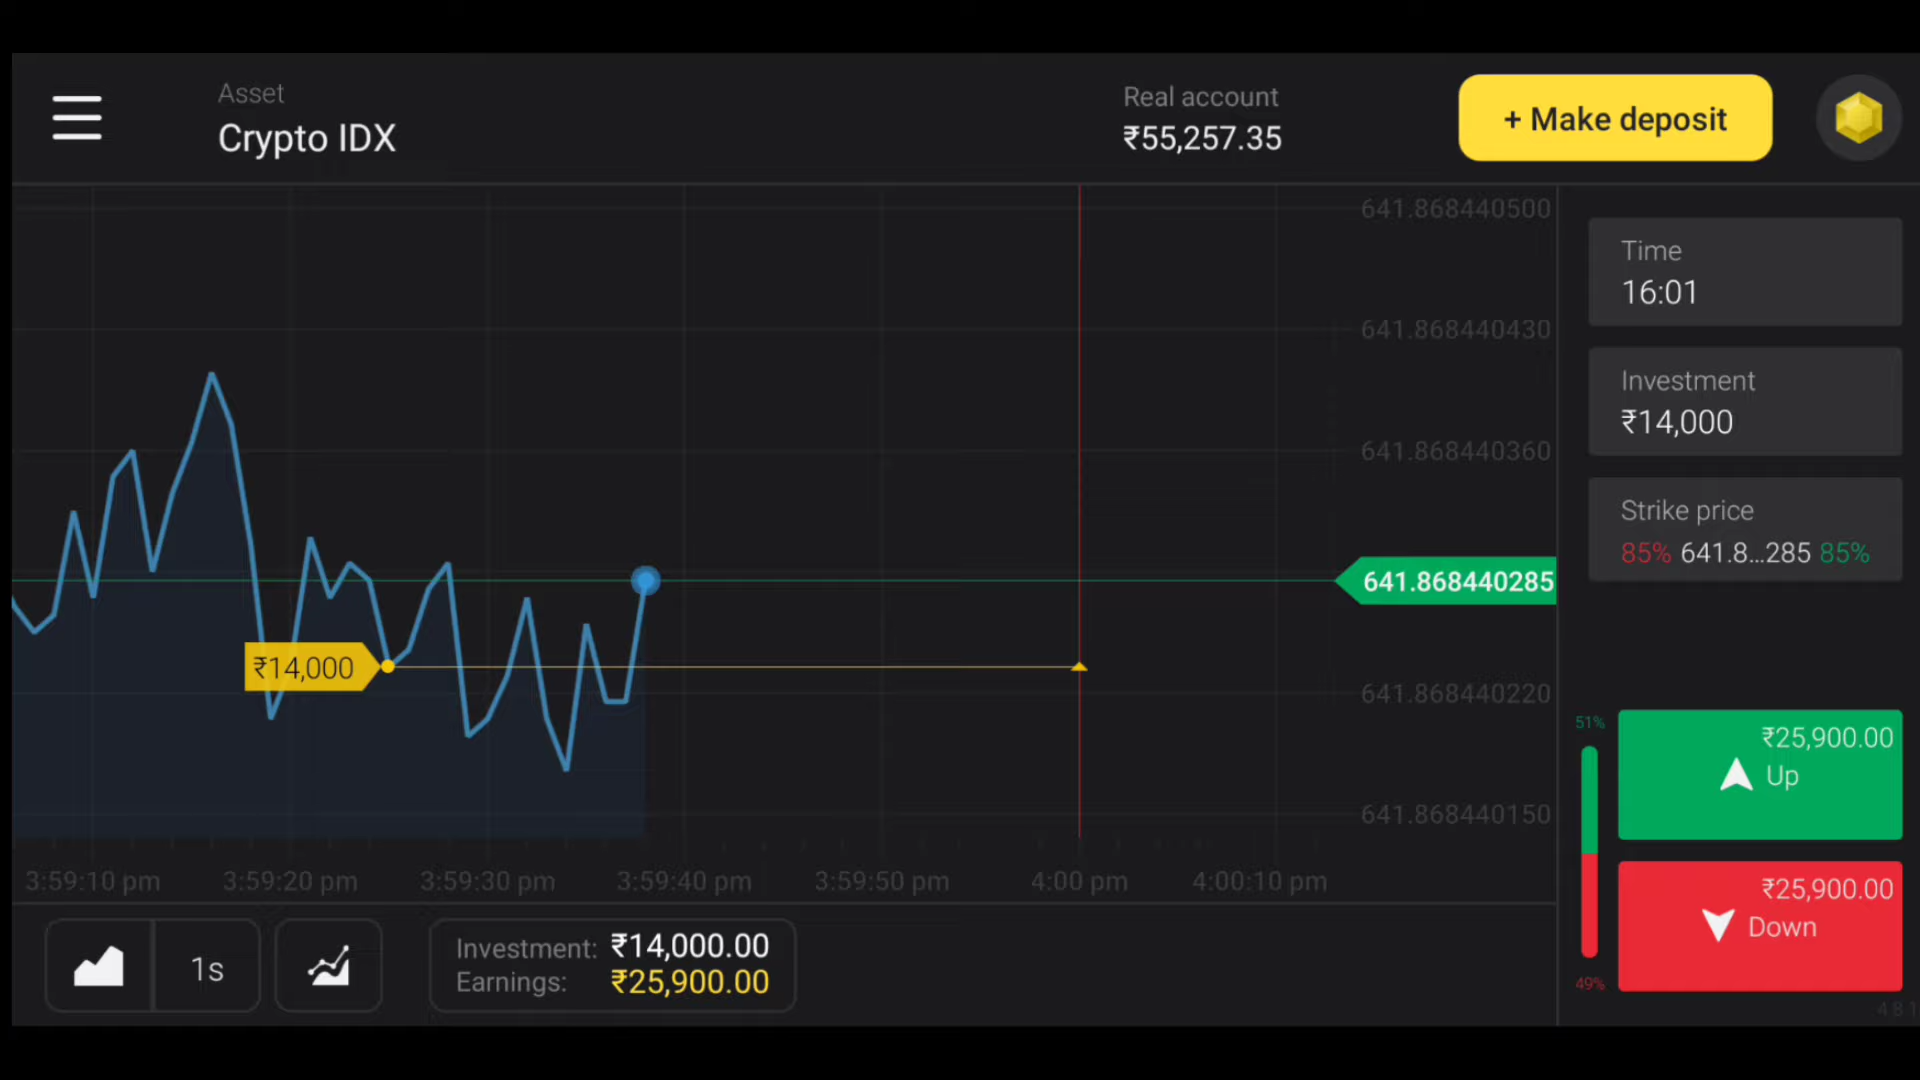 Asset
Crypto IDX
Real account
₹55,257.35
+ Make deposit
641.868440500
641.868440430
641.868440360
641.868440285
641.868440220
641.868440150
₹14,000
3:59:10 pm
3:59:20 pm
3:59:30 pm
3:59:40 pm
3:59:50 pm
4:00 pm
4:00:10 pm
1s
Investment: ₹14,000.00
Earnings: ₹25,900.00
Time
16:01
Investment
₹14,000
Strike price
85% 641.8...285 85%
51%
₹25,900.00
Up
₹25,900.00
Down
49%